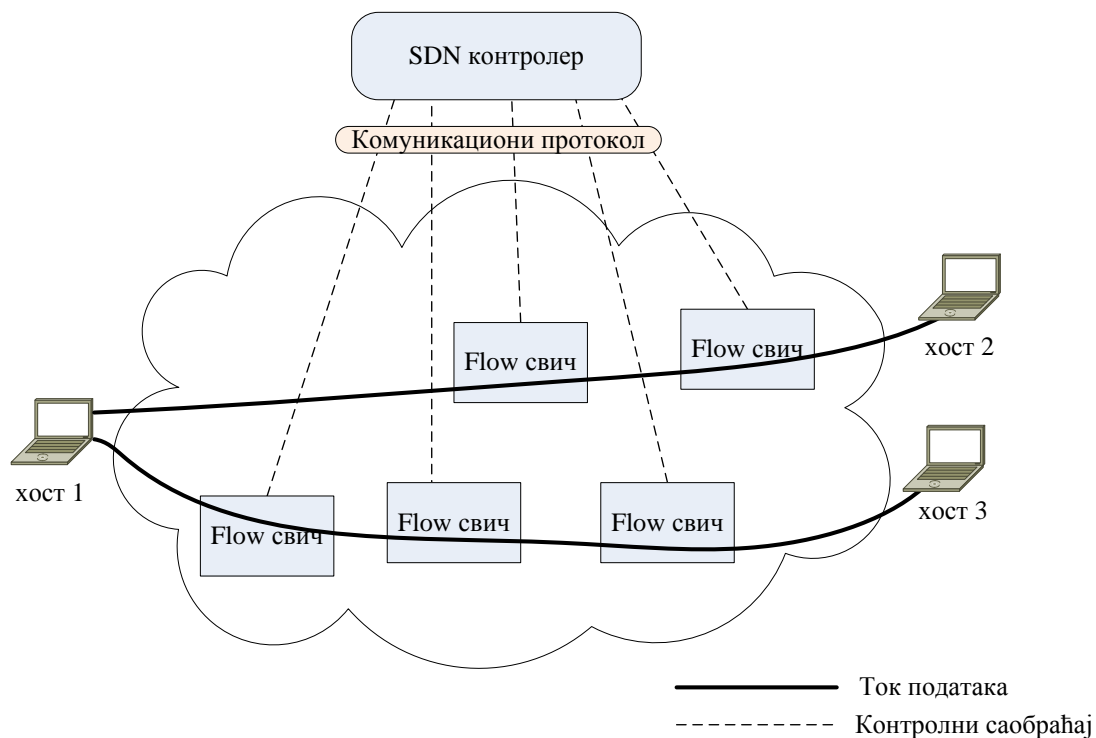 SDN контролер
Комуникациони протокол
Flow свич
Flow свич
хост 2
хост 1
Flow свич
Flow свич
Flow свич
хост 3
Ток података
Контролни саобраћај